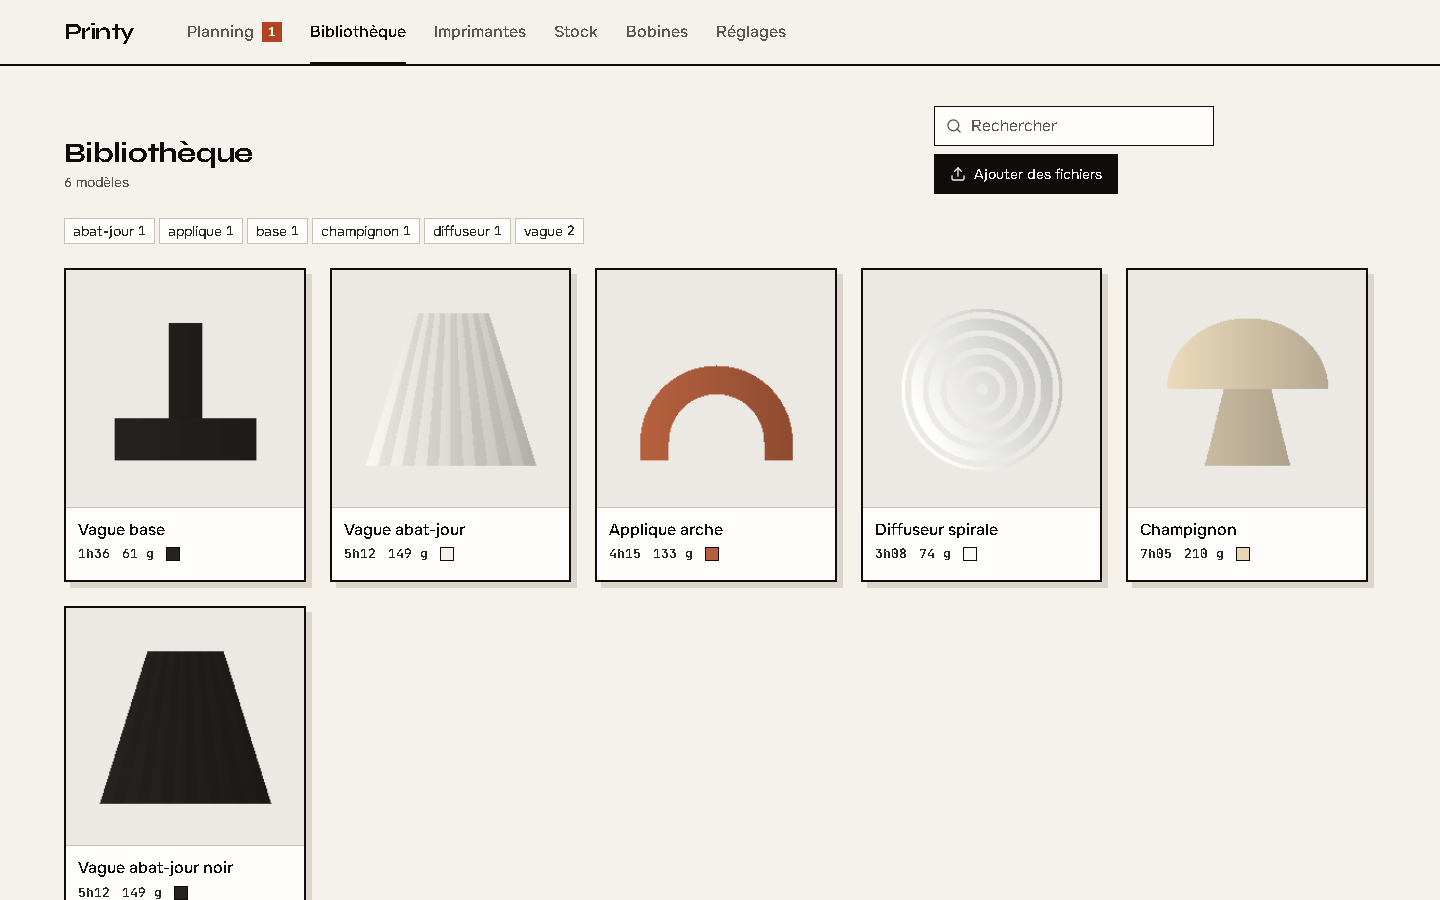 Printy
Planning 1
Bibliothèque
Imprimantes
Stock
Bobines
Réglages
Rechercher
Bibliothèque
6 modèles
Ajouter des fichiers
abat-jour 1
applique 1
base 1
champignon 1
diffuseur 1
vague 2
Vague base
1h36 61 g
Vague abat-jour
5h12 149 g
Applique arche
4h15 133 g
Diffuseur spirale
3h08 74 g
Champignon
7h05 210 g
Vague abat-jour noir
5h12 149 g